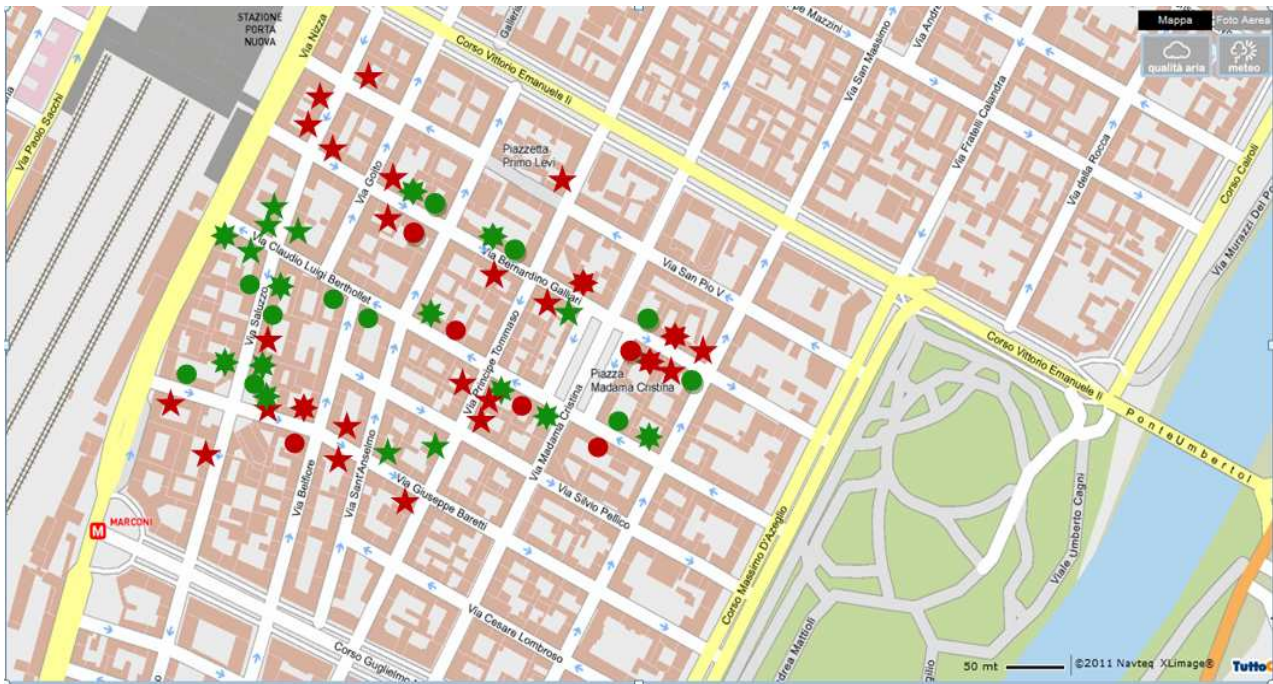 STAZIONE
PORTA
NUOVA
Via Nizza
Galleria
Corso Vittorio Emanuele II
Via San Massimo
Mappa
Foto Aerea
qualità aria
meteo
Via Paolo Sacchi
Via Fratelli Calandra
Via della Rocca
Corso Cairoli
Via Murazzi Del Po
Piazzetta
Primo Levi
Via Goito
Via Claudio Luigi Berthollet
Via Bernardino Galliari
Via San Pio V
Via Saluzzo
Via Principe Tommaso
Piazza
Madama Cristina
Via Madama Cristina
Corso Vittorio Emanuele II
Ponte Umberto I
Via Belfiore
Via Sant'Anselmo
Via Giuseppe Baretti
Via Silvio Pellico
Corso Massimo D'Azeglio
Viale Umberto Cagni
M MARCONI
Via Cesare Lombroso
Corso Guglielmo
drea Mattioli
50 mt
©2011 Navteq XLimage®
Tutto